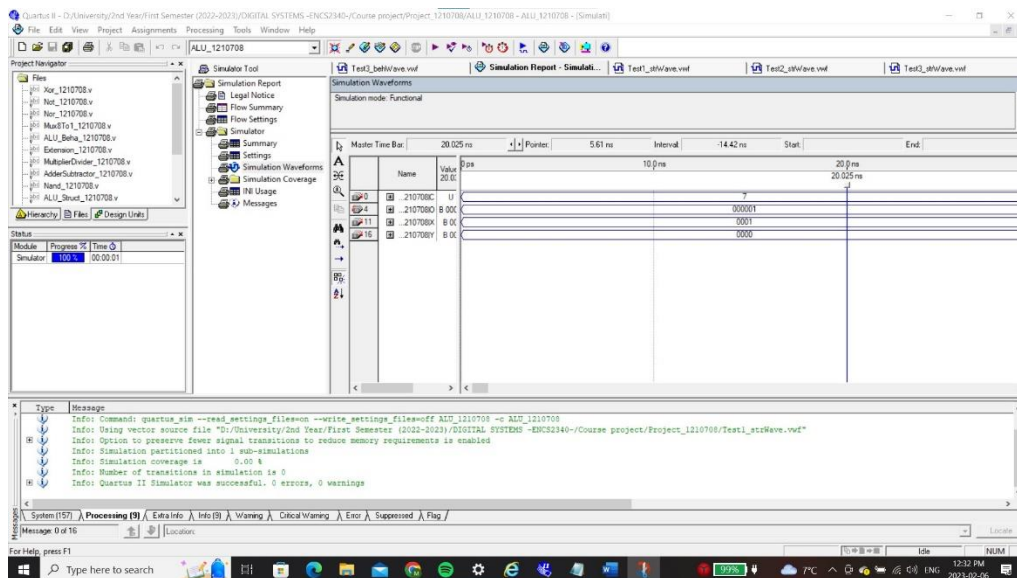 Quartus II - D:/University/2nd Year/First Semester (2022-2023)/DIGITAL SYSTEMS -ENCS2340-/Course project/Project_1210708/ALU_1210708 - ALU_1210708 - [Simulati]
File Edit View Project Assignments Processing Tools Window Help
ALU_1210708
Project Navigator
Files
Xor_1210708.v
Not_1210708.v
Nor_1210708.v
Mux8To1_1210708.v
ALU_Beha_1210708.v
Extension_1210708.v
MultiplierDivider_1210708.v
AdderSubtractor_1210708.v
Nand_1210708.v
ALU_Struct_1210708.v
Hierarchy Files Design Units
Status
Module Progress % Time
Simulator 100 % 00:00:01
Simulator Tool
Test3_behWave.vwf
Simulation Report - Simulati...
Test1_strWave.vwf
Test2_strWave.vwf
Test3_strWave.vwf
Simulation Report
Legal Notice
Flow Summary
Flow Settings
Simulator
Summary
Settings
Simulation Waveforms
Simulation Coverage
INI Usage
Messages
Simulation Waveforms
Simulation mode: Functional
Master Time Bar: 20.025 ns Pointer: 5.61 ns Interval: -14.42 ns Start: End:
Name
Value
20.0
0 ps 10.0 ns 20.0 ns
20.025 ns
0 ...210708C U 7
4 ...210708O B 000 000001
11 ...210708X B 00 0001
16 ...210708Y B 00 0000
Type Message
Info: Command: quartus_sim --read_settings_files=on --write_settings_files=off ALU_1210708 -c ALU_1210708
Info: Using vector source file "D:/University/2nd Year/First Semester (2022-2023)/DIGITAL SYSTEMS -ENCS2340-/Course project/Project_1210708/Test1_strWave.vwf"
Info: Option to preserve fewer signal transitions to reduce memory requirements is enabled
Info: Simulation partitioned into 1 sub-simulations
Info: Simulation coverage is 0.00 %
Info: Number of transitions in simulation is 0
Info: Quartus II Simulator was successful. 0 errors, 0 warnings
System (157) Processing (9) Extra Info Info (9) Warning Critical Warning Error Suppressed Flag
Messages
Message: 0 of 16 Location: Locate
For Help, press F1 Idle NUM
Type here to search
99% 7°C ENG 12:32 PM
2023-02-06